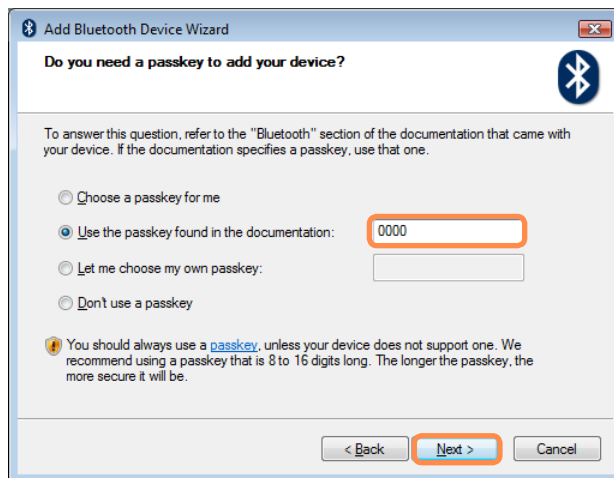 Add Bluetooth Device Wizard
Do you need a passkey to add your device?
To answer this question, refer to the "Bluetooth" section of the documentation that came with
your device. If the documentation specifies a passkey, use that one.
Choose a passkey for me
Use the passkey found in the documentation: 0000
Let me choose my own passkey:
Don't use a passkey
You should always use a passkey, unless your device does not support one. We
recommend using a passkey that is 8 to 16 digits long. The longer the passkey, the
more secure it will be.
< Back Next > Cancel